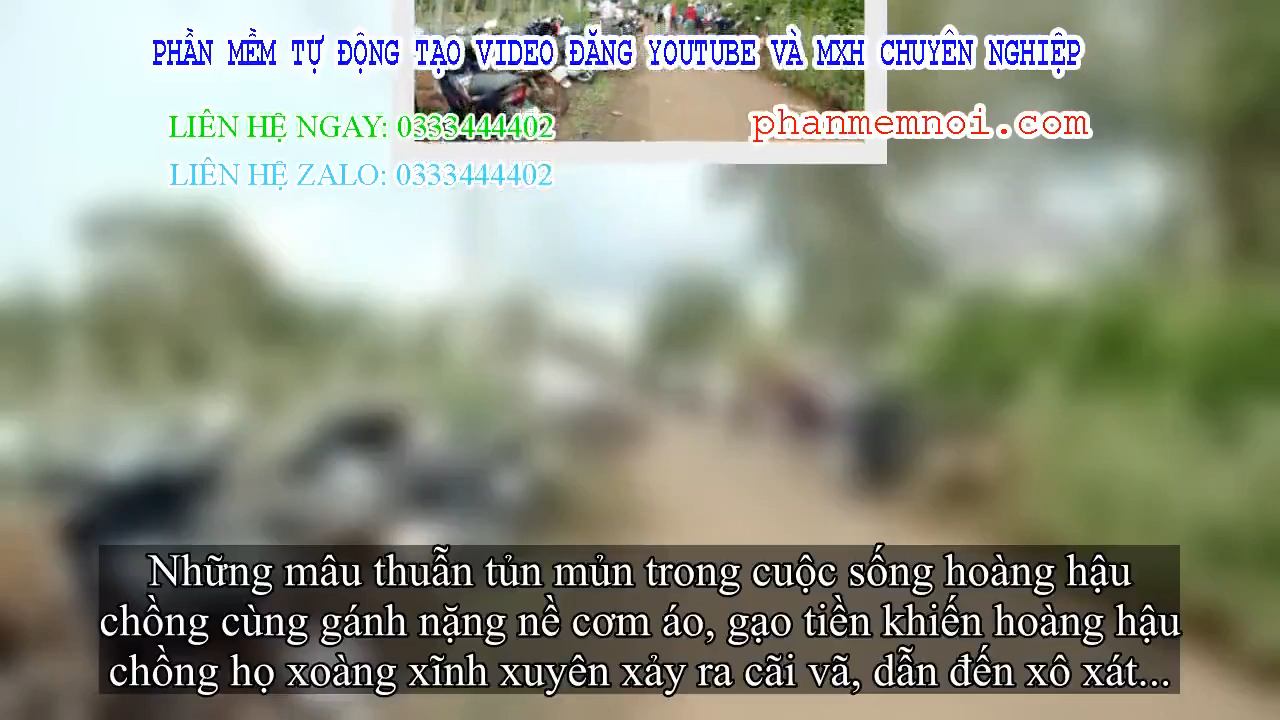 PHẦN MỀM TỰ ĐỘNG TẠO VIDEO ĐĂNG YOUTUBE VÀ MXH CHUYÊN NGHIỆP
LIÊN HỆ NGAY: 0333444402
phanmemnoi.com
LIÊN HỆ ZALO: 0333444402
Những mâu thuẫn tủn mủn trong cuộc sống hoàng hậu
chồng cùng gánh nặng nề cơm áo, gạo tiền khiến hoàng hậu
chồng họ xoàng xĩnh xuyên xảy ra cãi vã, dẫn đến xô xát...